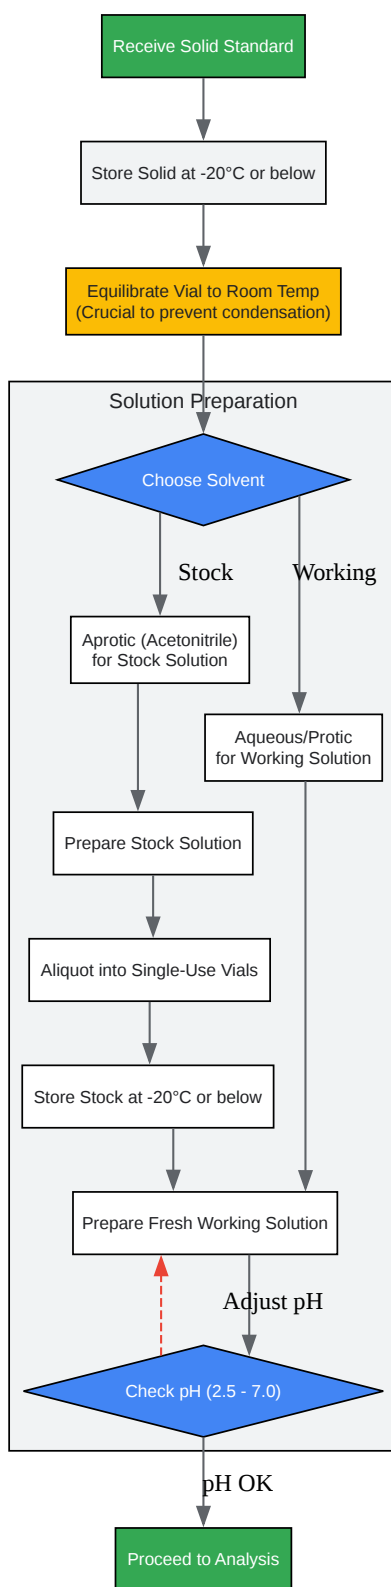 Receive Solid Standard
Store Solid at -20°C or below
Equilibrate Vial to Room Temp
(Crucial to prevent condensation)
Solution Preparation
Choose Solvent
Stock
Working
Aprotic (Acetonitrile)
for Stock Solution
Aqueous/Protic
for Working Solution
Prepare Stock Solution
Aliquot into Single-Use Vials
Store Stock at -20°C or below
Prepare Fresh Working Solution
Adjust pH
Check pH (2.5 - 7.0)
pH OK
Proceed to Analysis